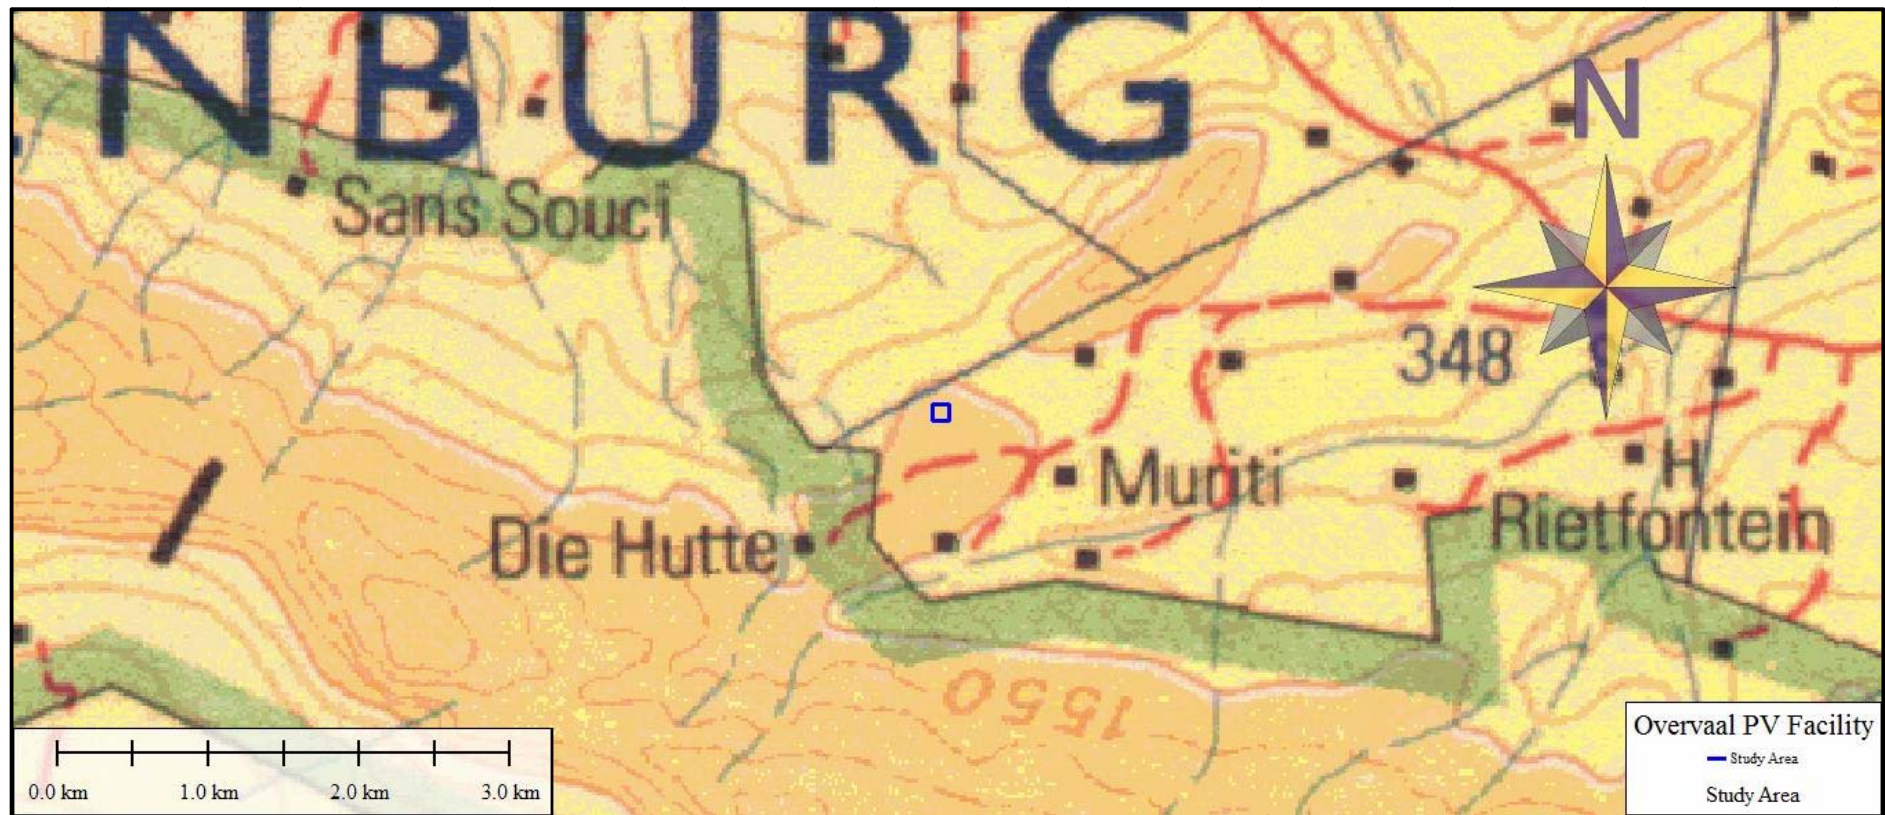 ENBURG
N
Sans Souci
348
Muriti
H
Die Hutte
Rietfontein
1550
Overvaal PV Facility
Study Area
Study Area
0.0 km 1.0 km 2.0 km 3.0 km